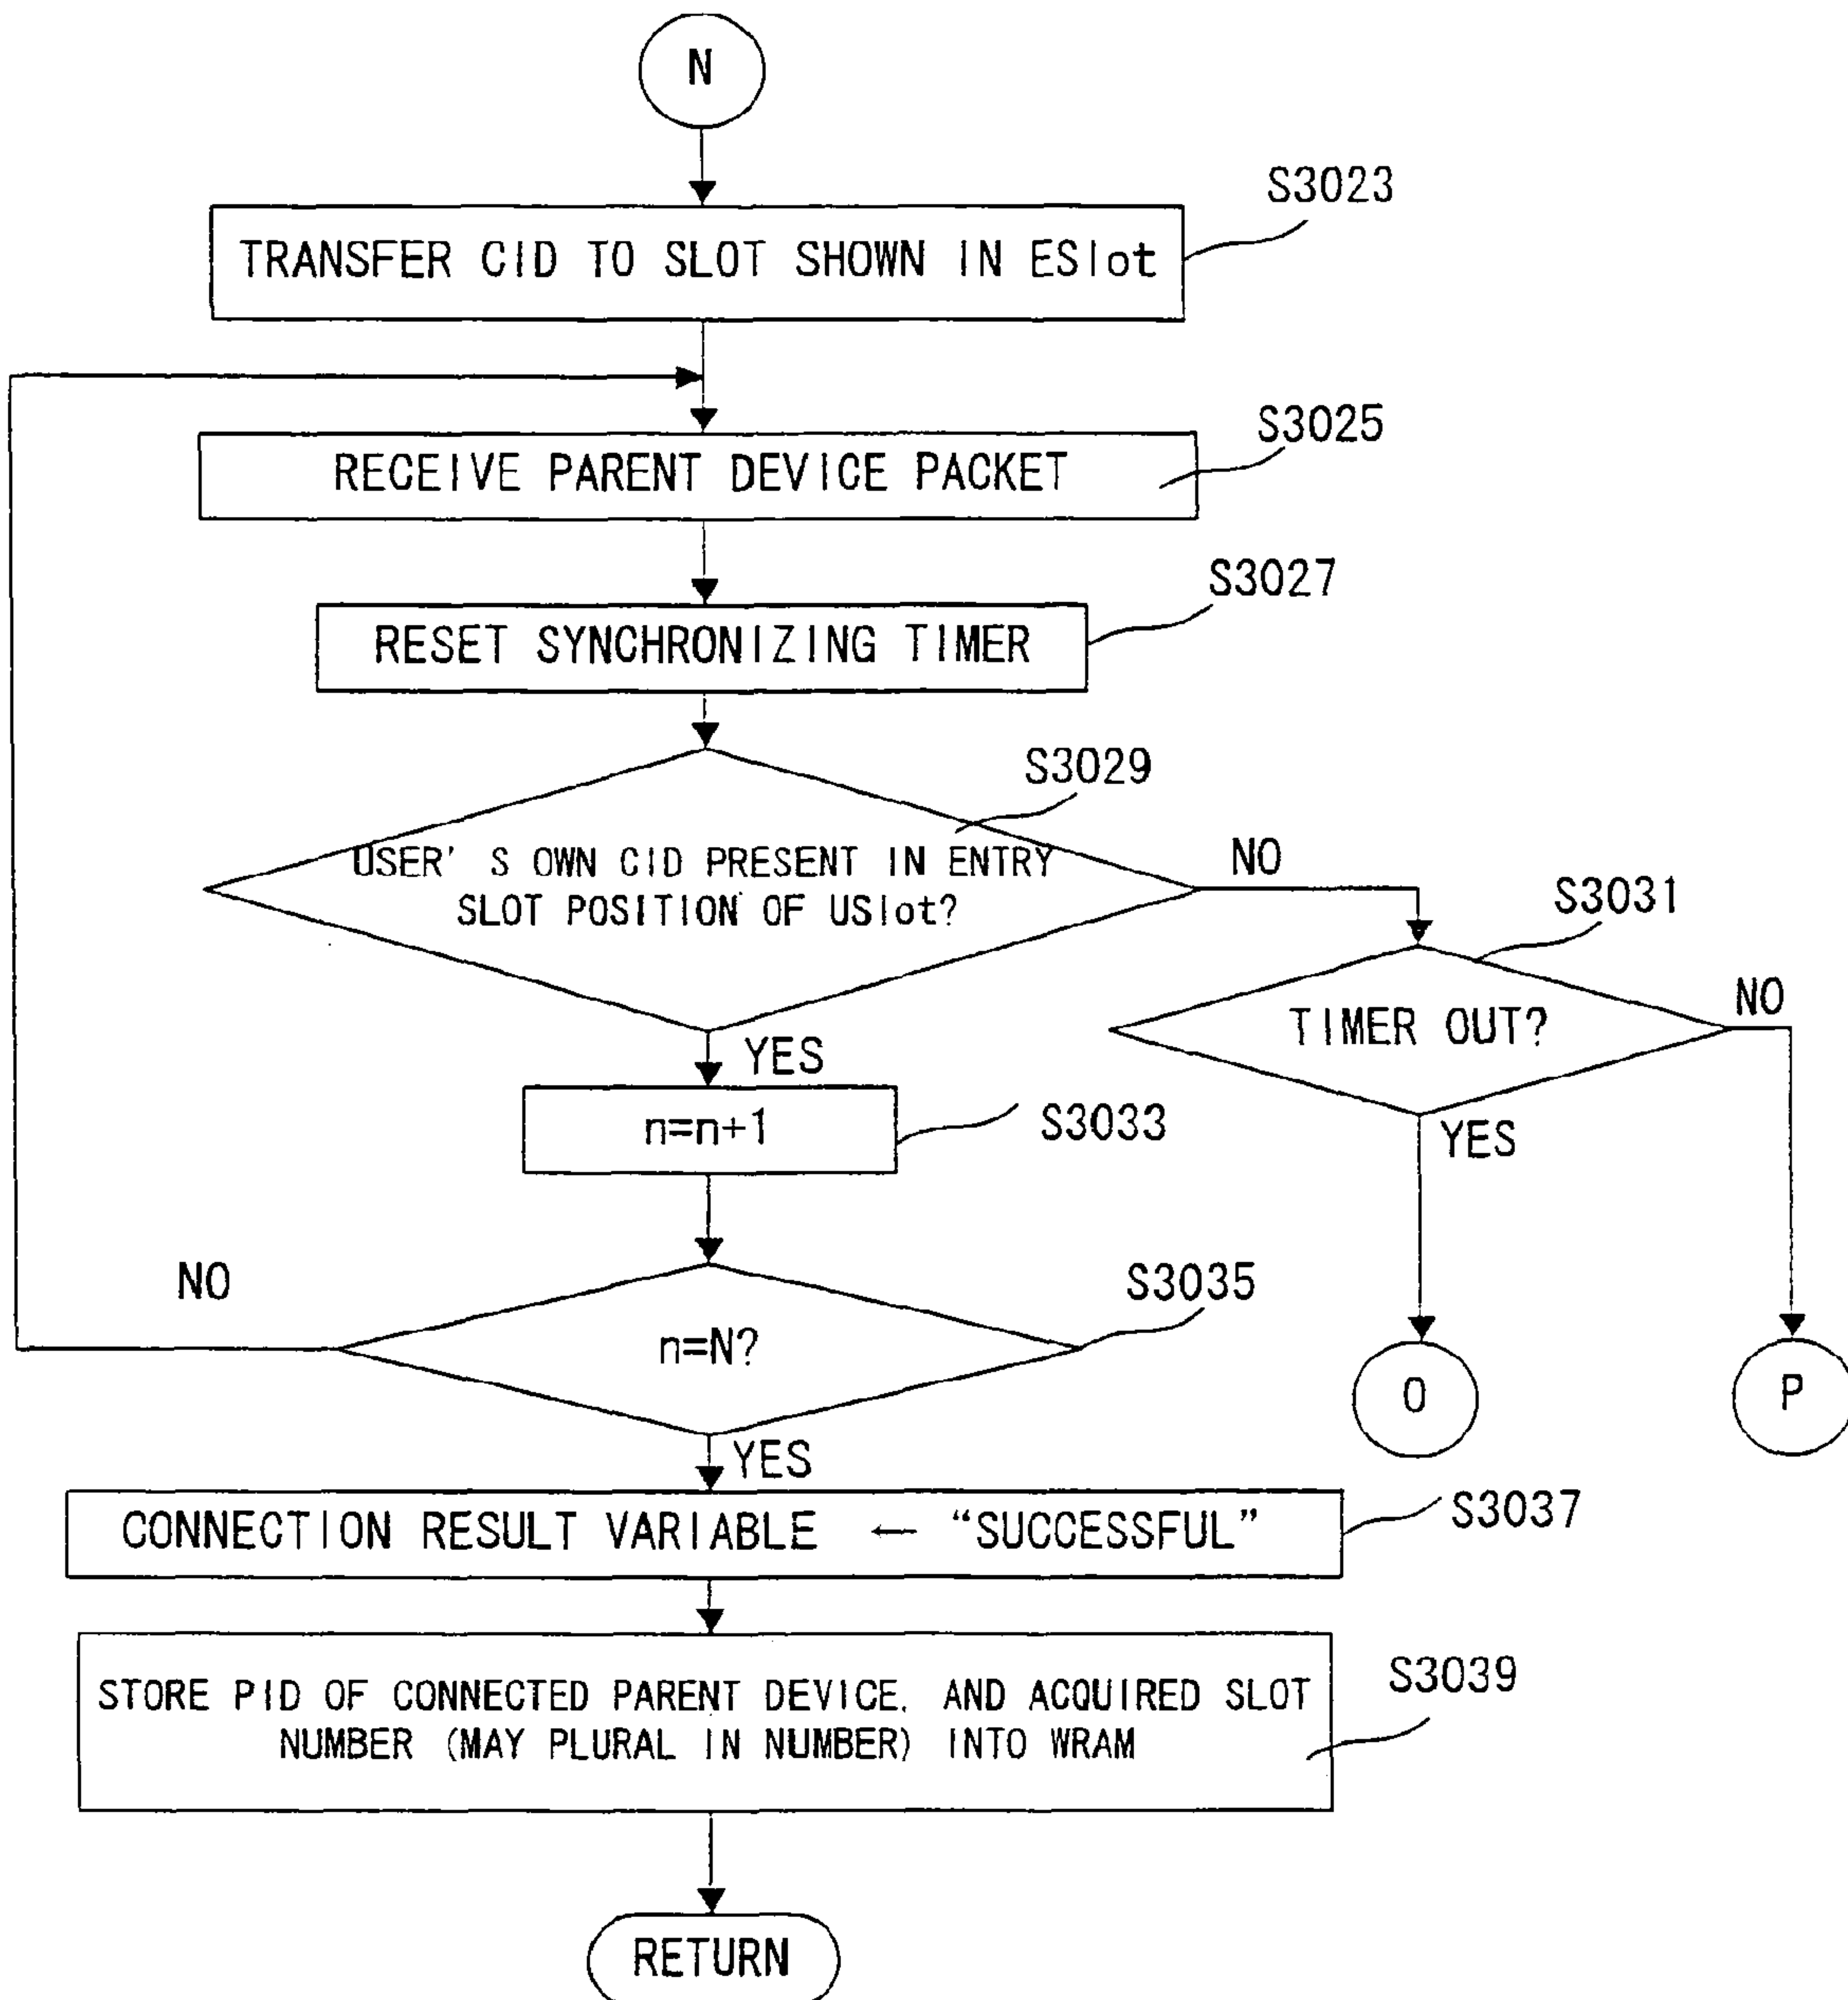 N
S3023
TRANSFER CID TO SLOT SHOWN IN ESlot
S3025
RECEIVE PARENT DEVICE PACKET
S3027
RESET SYNCHRONIZING TIMER
S3029
USER'S OWN CID PRESENT IN ENTRY
SLOT POSITION OF USlot?
NO
S3031
TIMER OUT?
NO
YES
YES
n=n+1
S3033
NO
S3035
n=N?
O
P
YES
CONNECTION RESULT VARIABLE ← “SUCCESSFUL”
S3037
S3039
STORE PID OF CONNECTED PARENT DEVICE, AND ACQUIRED SLOT
NUMBER (MAY PLURAL IN NUMBER) INTO WRAM
RETURN